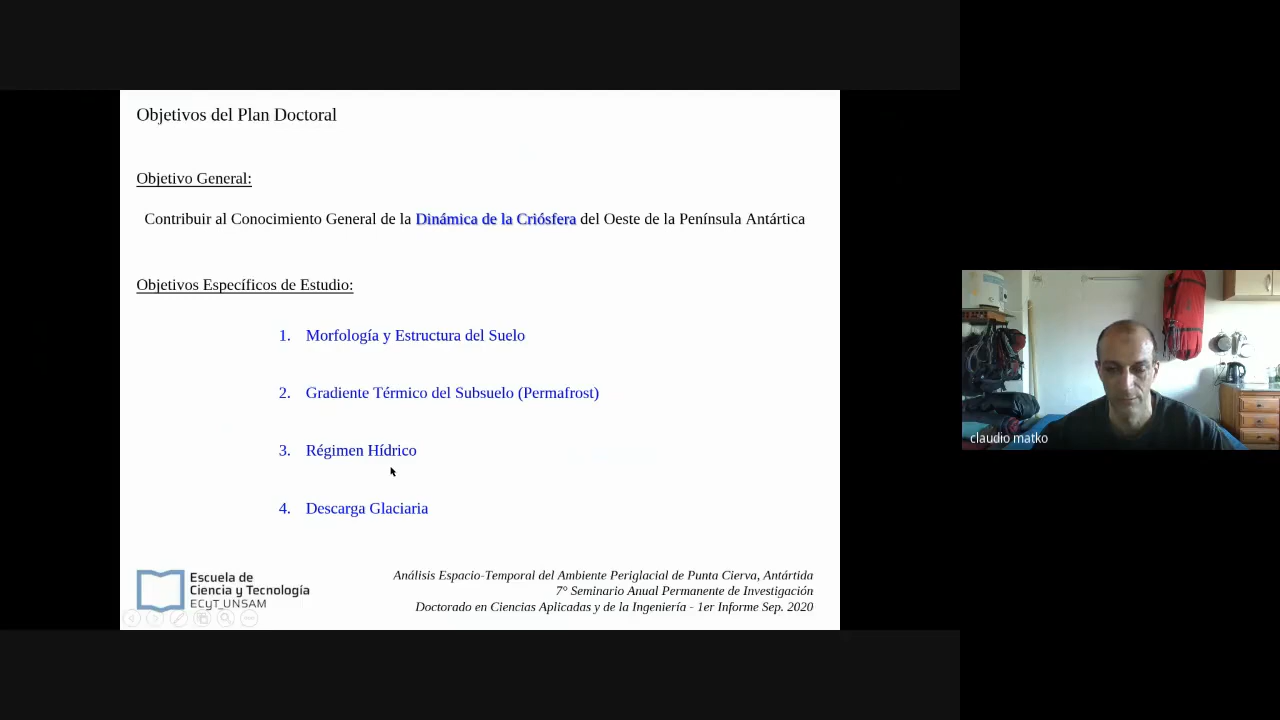 Objetivos del Plan Doctoral
Objetivo General:
Contribuir al Conocimiento General de la Dinámica de la Criósfera del Oeste de la Península Antártica
Objetivos Específicos de Estudio:
1. Morfología y Estructura del Suelo
2. Gradiente Térmico del Subsuelo (Permafrost)
3. Régimen Hídrico
4. Descarga Glaciaria
Escuela de
Ciencia y Tecnología
ECyT_UNSAM
Análisis Espacio-Temporal del Ambiente Periglacial de Punta Cierva, Antártida
7° Seminario Anual Permanente de Investigación
Doctorado en Ciencias Aplicadas y de la Ingeniería - 1er Informe Sep. 2020
claudio matko